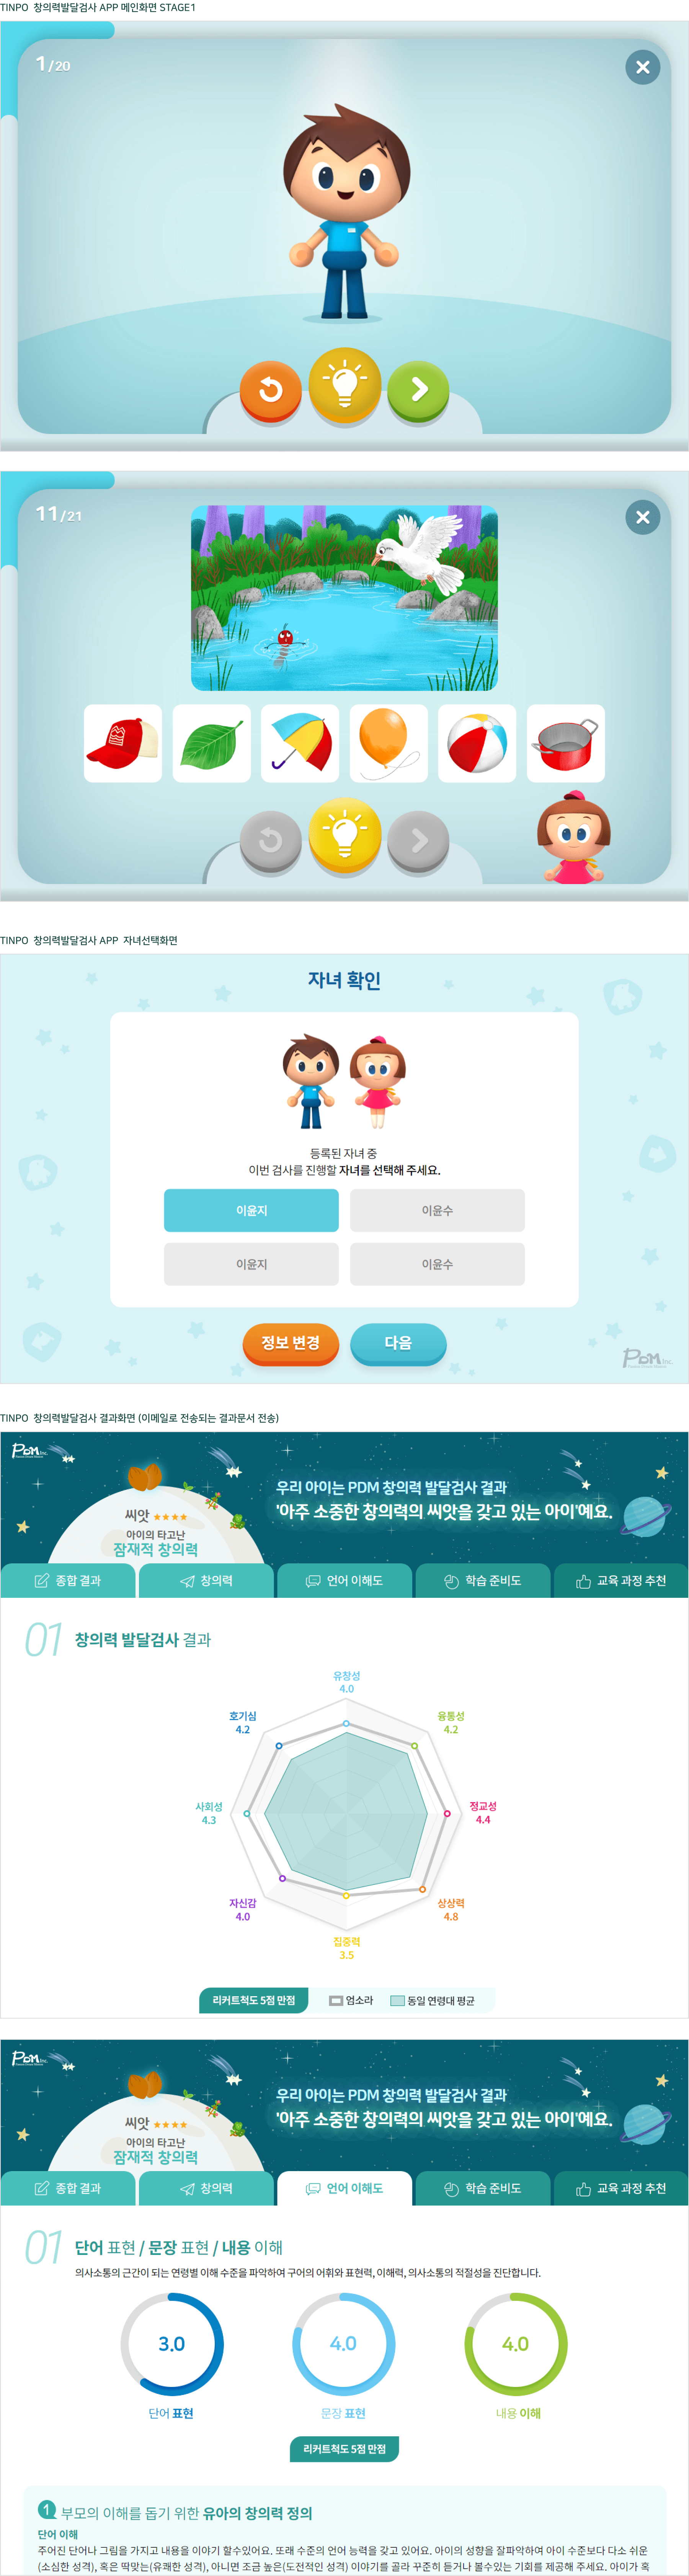 TINPO 창의력발달검사 APP 메인화면 STAGE1
1/20
11/21
TINPO 창의력발달검사 APP 자녀선택화면
자녀 확인
등록된 자녀 중
이번 검사를 진행할 자녀를 선택해 주세요.
이윤지 이윤수
이윤지 이윤수
정보 변경 다음
PDM Inc.
TINPO 창의력발달검사 결과화면 (이메일로 전송되는 결과문서 전송)
PDM Inc.
우리 아이는 PDM 창의력 발달검사 결과
'아주 소중한 창의력의 씨앗을 갖고 있는 아이'예요.
씨앗 ★★★★
아이의 타고난
잠재적 창의력
종합 결과 창의력 언어 이해도 학습 준비도 교육 과정 추천
01 창의력 발달검사 결과
유창성
4.0
호기심
4.2
융통성
4.2
사회성
4.3
정교성
4.4
자신감
4.0
상상력
4.8
집중력
3.5
리커트척도 5점 만점 엄소라 동일 연령대 평균
PDM Inc.
우리 아이는 PDM 창의력 발달검사 결과
'아주 소중한 창의력의 씨앗을 갖고 있는 아이'예요.
씨앗 ★★★★
아이의 타고난
잠재적 창의력
종합 결과 창의력 언어 이해도 학습 준비도 교육 과정 추천
01 단어 표현 / 문장 표현 / 내용 이해
의사소통의 근간이 되는 연령별 이해 수준을 파악하여 구어의 어휘와 표현력, 이해력, 의사소통의 적절성을 진단합니다.
3.0 4.0 4.0
단어 표현 문장 표현 내용 이해
리커트척도 5점 만점
1 부모의 이해를 돕기 위한 유아의 창의력 정의
단어 이해
주어진 단어나 그림을 가지고 내용을 이야기 할수있어요. 또래 수준의 언어 능력을 갖고 있어요. 아이의 성향을 잘파악하여 아이 수준보다 다소 쉬운
(소심한 성격), 혹은 딱맞는(유쾌한 성격), 아니면 조금 높은(도전적인 성격) 이야기를 골라 꾸준히 듣거나 볼수있는 기회를 제공해 주세요. 아이가 혹